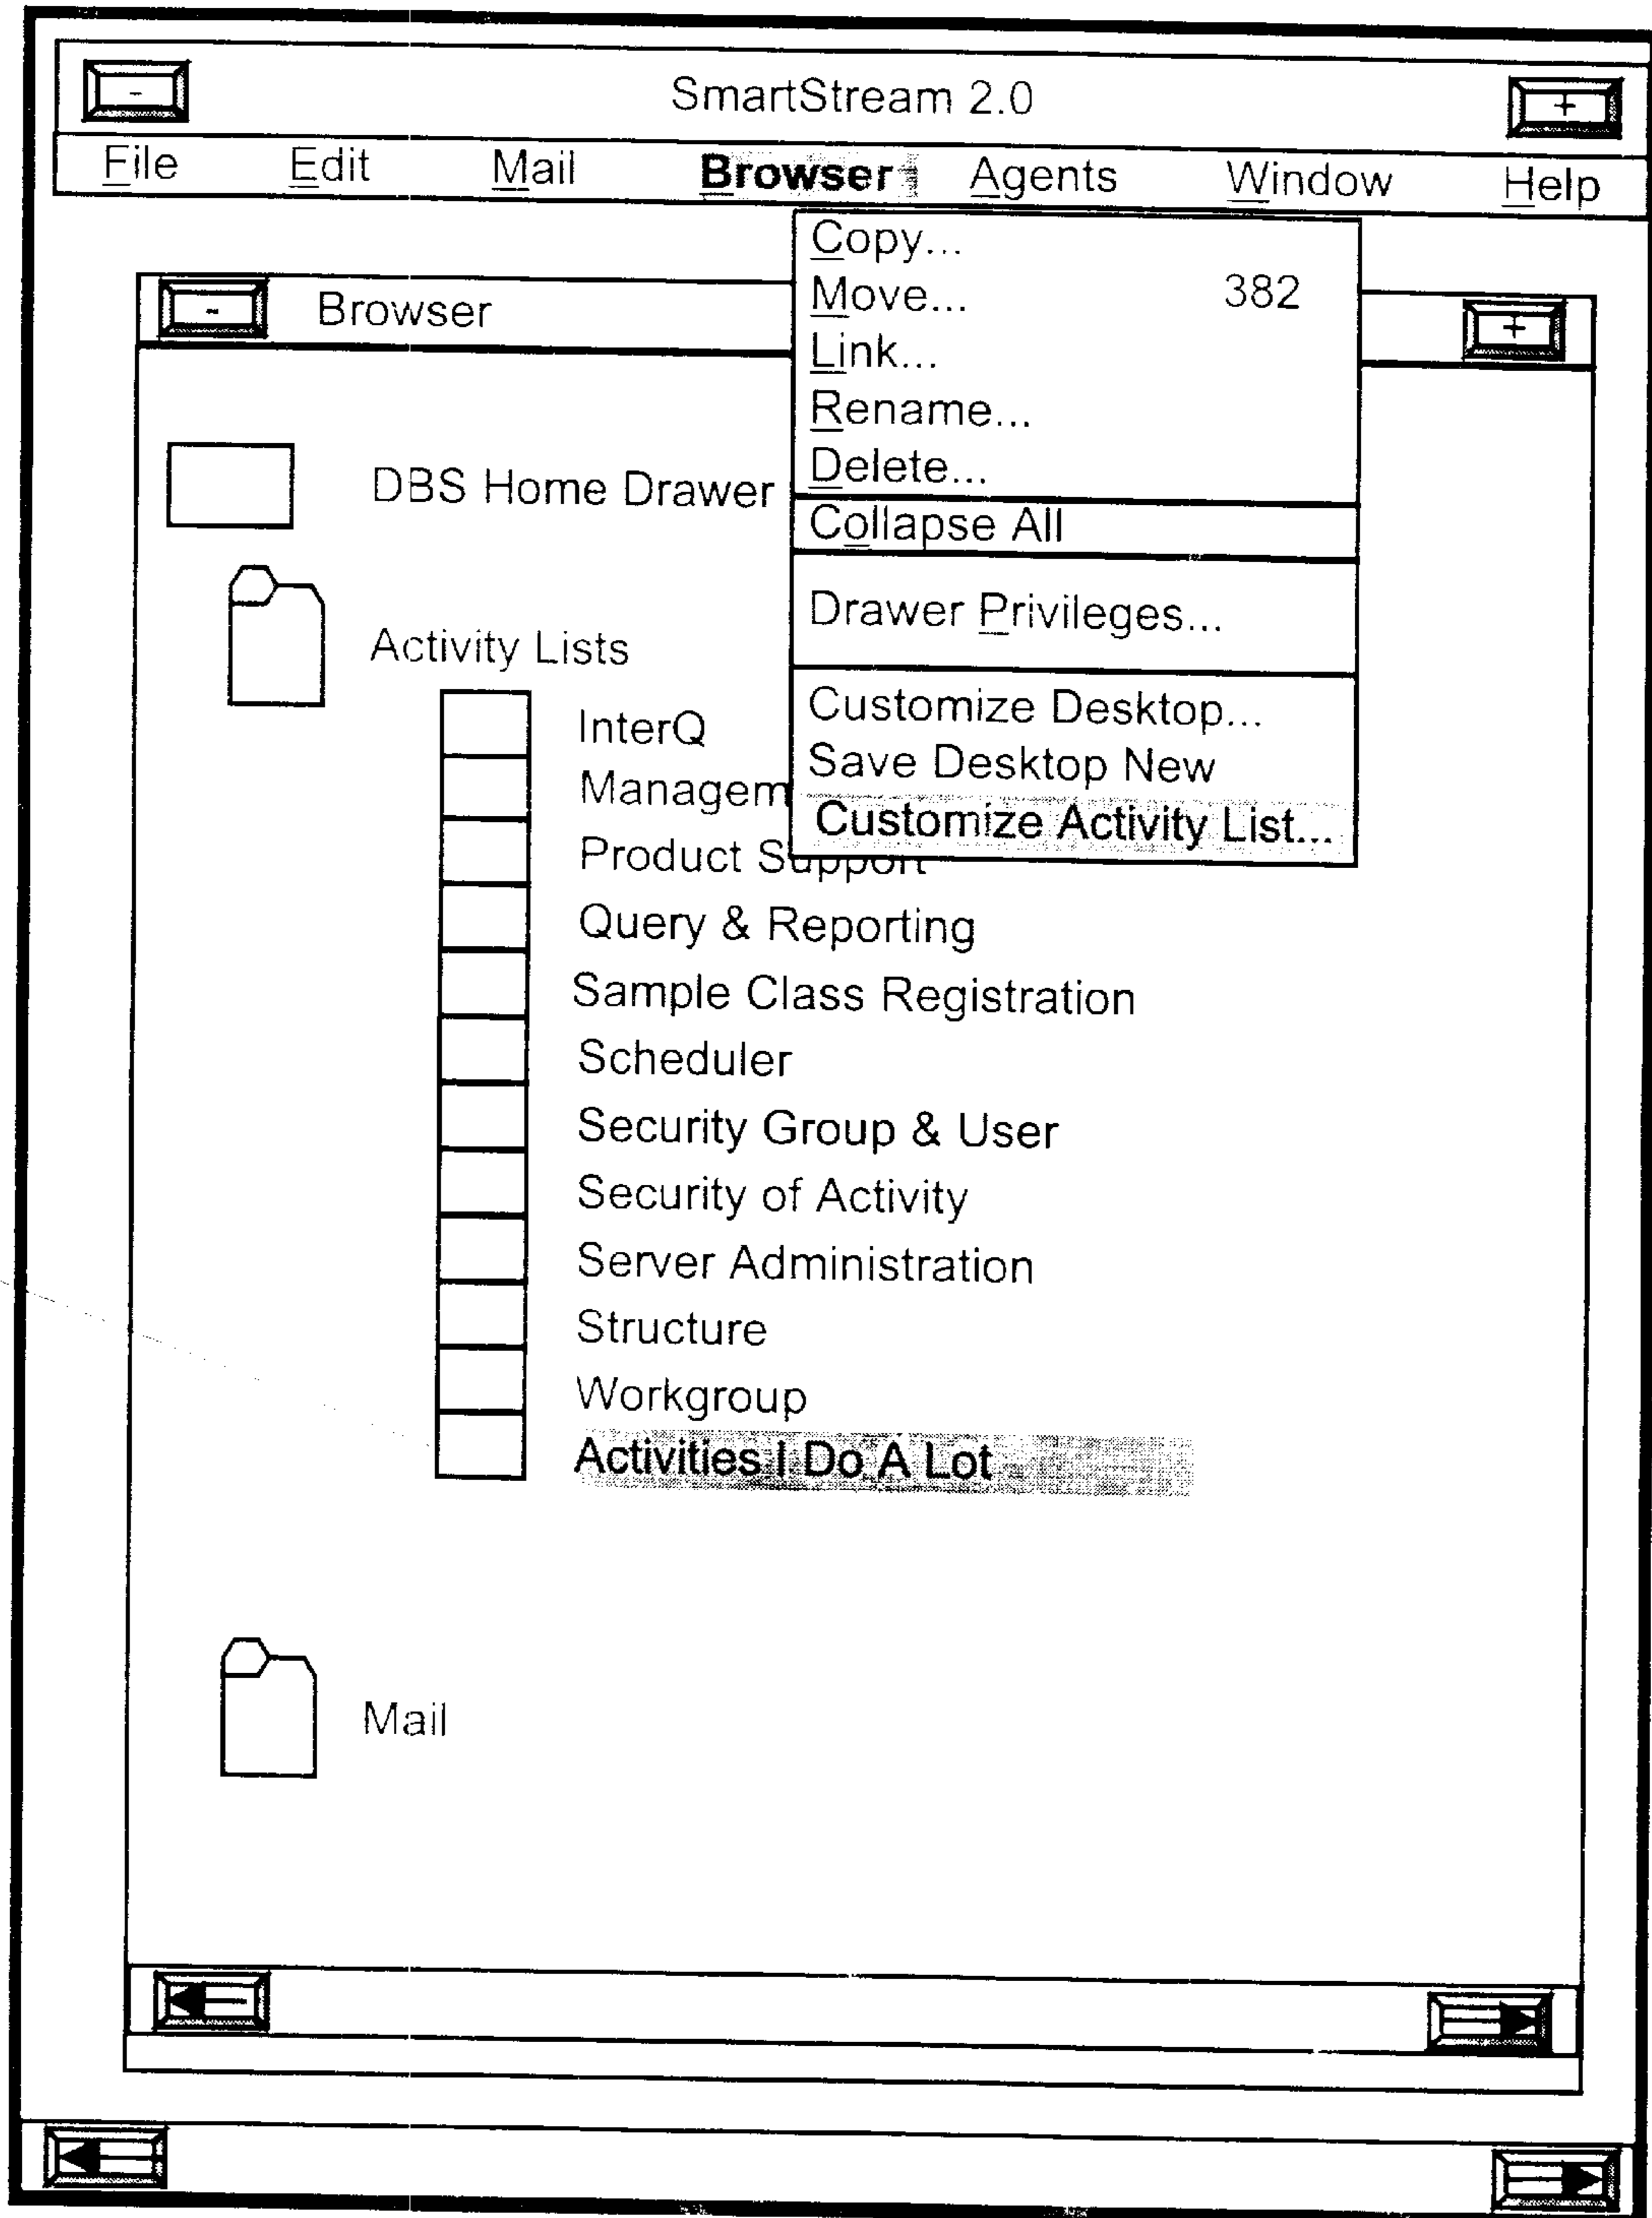 SmartStream 2.0
File Edit Mail Browser Agents Window Help
Copy...
Move... 382
Link...
Rename...
Delete...
Collapse All
Drawer Privileges...
Customize Desktop...
Save Desktop New
Customize Activity List...
Browser
DBS Home Drawer
Activity Lists
InterQ
Managem
Product Support
Query & Reporting
Sample Class Registration
Scheduler
Security Group & User
Security of Activity
Server Administration
Structure
Workgroup
Activities I Do A Lot
Mail